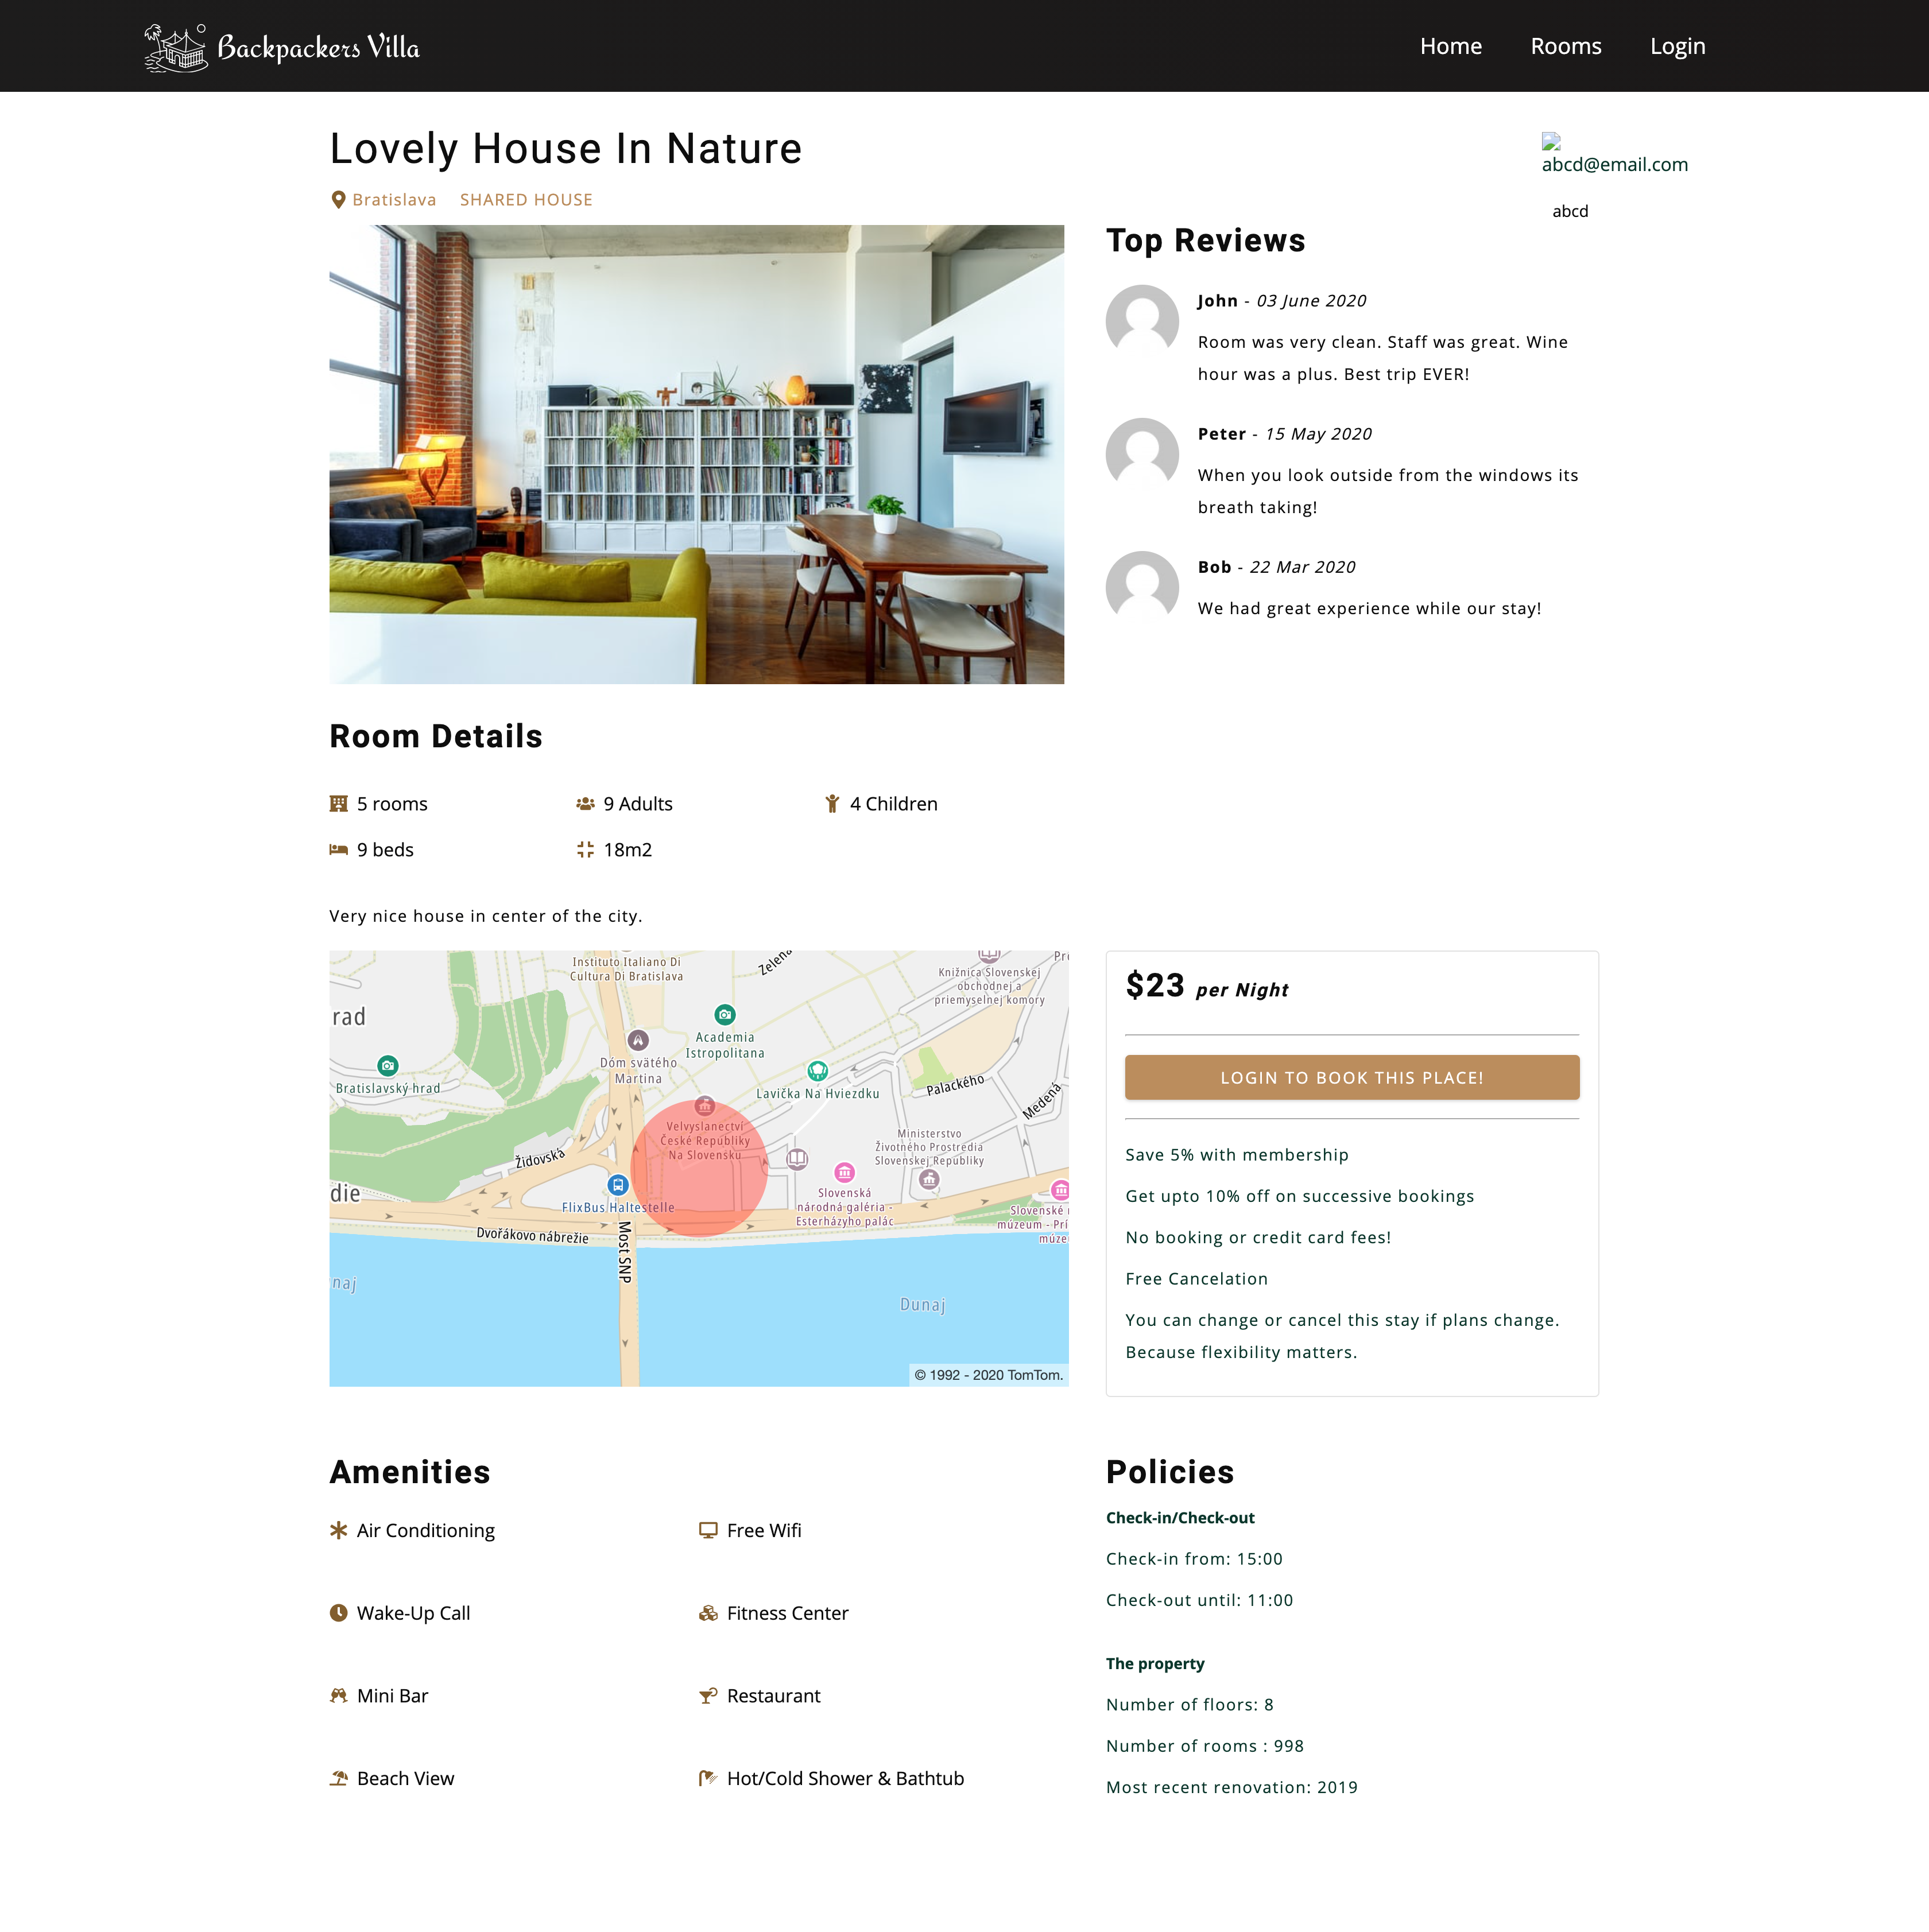 Backpackers Villa
Home
Rooms
Login
Lovely House In Nature
abcd@email.com
Bratislava
SHARED HOUSE
abcd
Top Reviews
John - 03 June 2020
Room was very clean. Staff was great. Wine
hour was a plus. Best trip EVER!
Peter - 15 May 2020
When you look outside from the windows its
breath taking!
Bob - 22 Mar 2020
We had great experience while our stay!
Room Details
5 rooms
9 Adults
4 Children
9 beds
18m2
Very nice house in center of the city.
Instituto Italiano Di
Cultura Di Bratislava
Zelená
Knižnica Slovenskej
obchodnej a
priemyselnej komory
rad
Academia
Istropolitana
Dóm svätého
Martina
Bratislavský hrad
Lavička Na Hviezdku
Palackého
Medená
Velvyslanectví
České Republiky
Na Slovensku
Ministerstvo
Životného Prostredia
Slovenskej Republiky
Židovská
die
FlixBus Haltestelle
Slovenská
národná galéria -
Esterházyho palác
Slovenské
múzeum - Prí
múze
Dvořákovo nábrežie
Most SNP
naj
Dunaj
© 1992 - 2020 TomTom.
$23 per Night
LOGIN TO BOOK THIS PLACE!
Save 5% with membership
Get upto 10% off on successive bookings
No booking or credit card fees!
Free Cancelation
You can change or cancel this stay if plans change.
Because flexibility matters.
Amenities
Air Conditioning
Free Wifi
Wake-Up Call
Fitness Center
Mini Bar
Restaurant
Beach View
Hot/Cold Shower & Bathtub
Policies
Check-in/Check-out
Check-in from: 15:00
Check-out until: 11:00
The property
Number of floors: 8
Number of rooms : 998
Most recent renovation: 2019